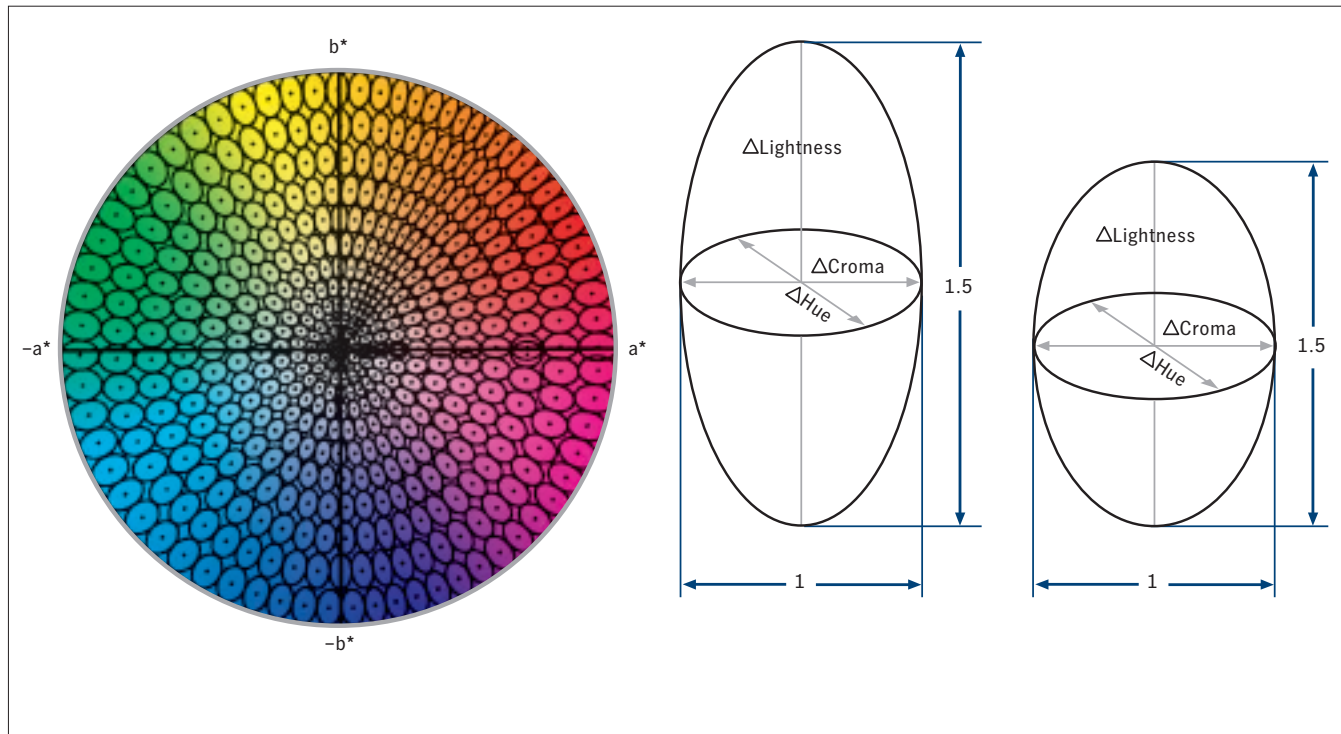 b*
−a*
a*
−b*
△Lightness
△Croma
△Hue
1.5
1
△Lightness
△Croma
△Hue
1.5
1